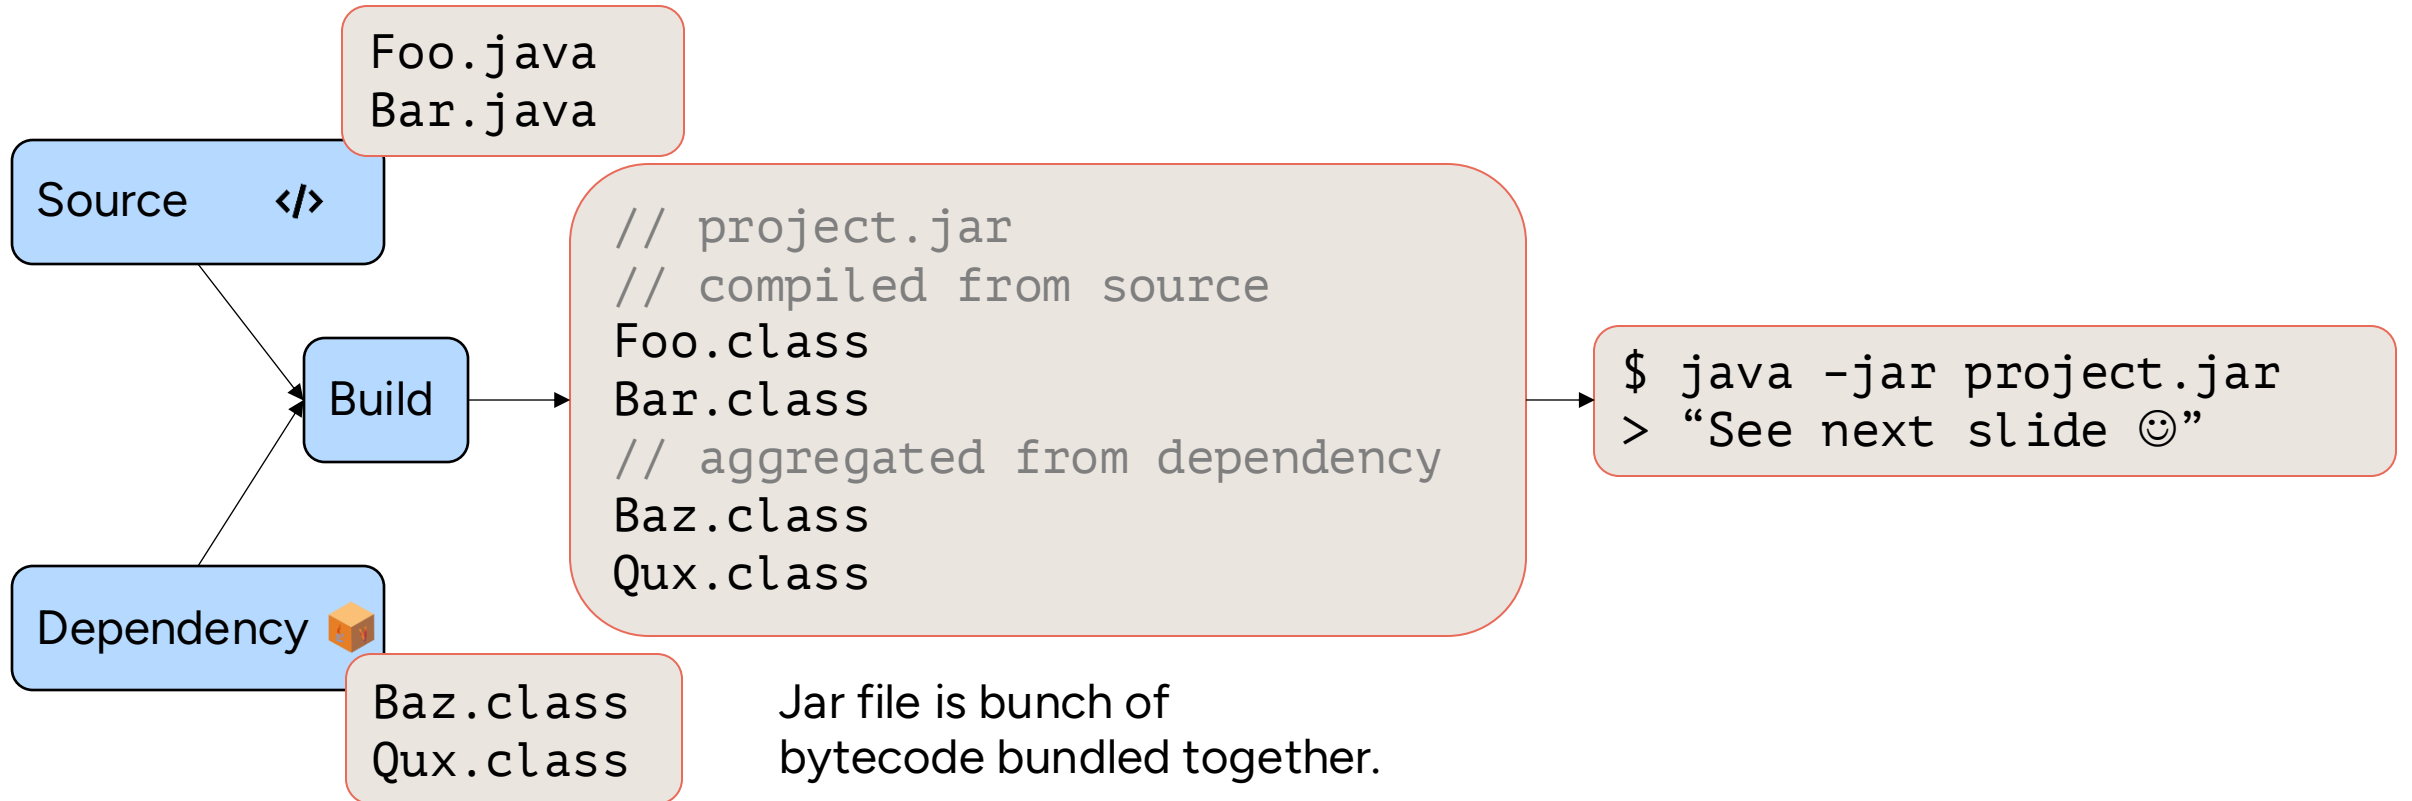 Foo.java
Bar.java
Source </>
// project.jar
// compiled from source
Foo.class
Bar.class
// aggregated from dependency
Baz.class
Qux.class
Build
$ java –jar project.jar
> “See next slide ☺”
Dependency
Baz.class
Qux.class
Jar file is bunch of
bytecode bundled together.